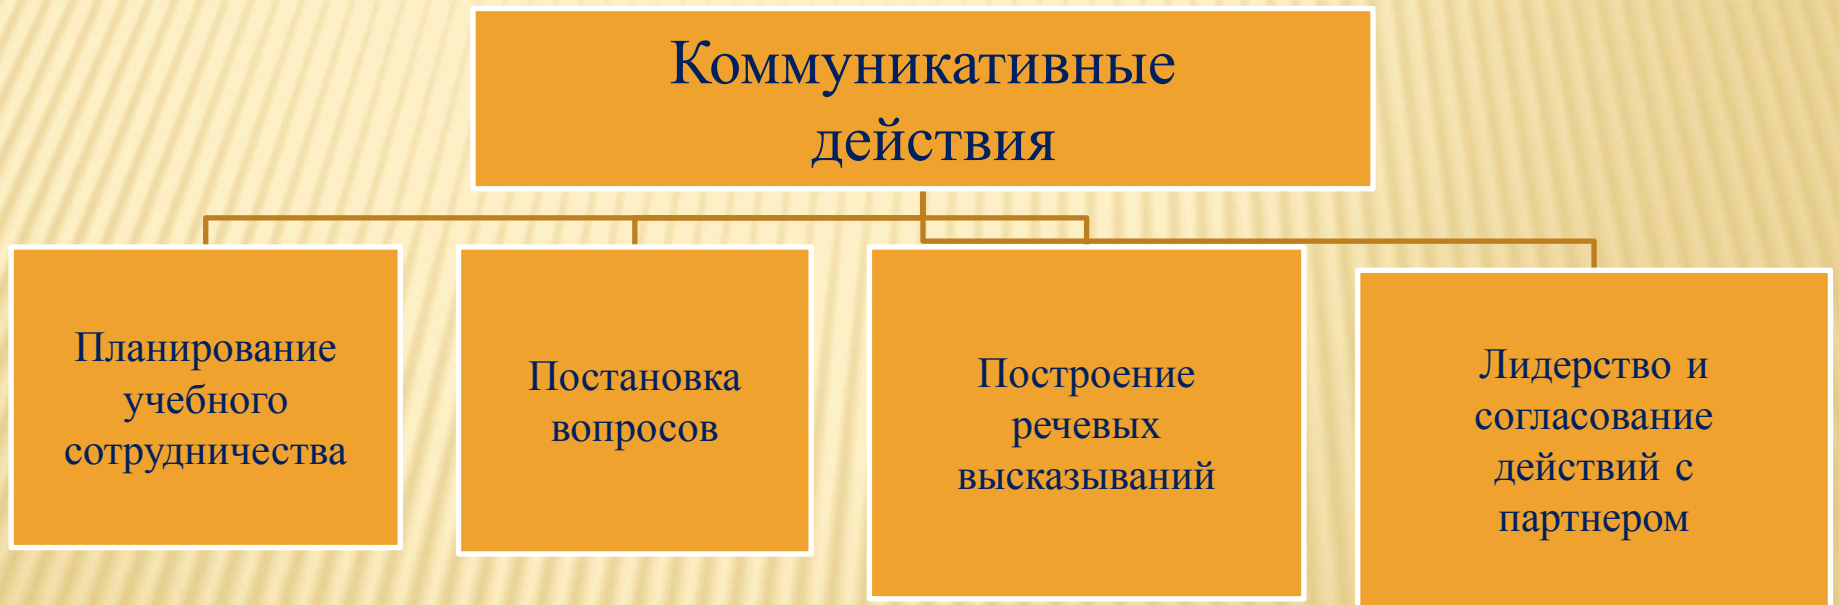 Коммуникативные
действия
Планирование
учебного
сотрудничества
Постановка
вопросов
Построение
речевых
высказываний
Лидерство и
согласование
действий с
партнером